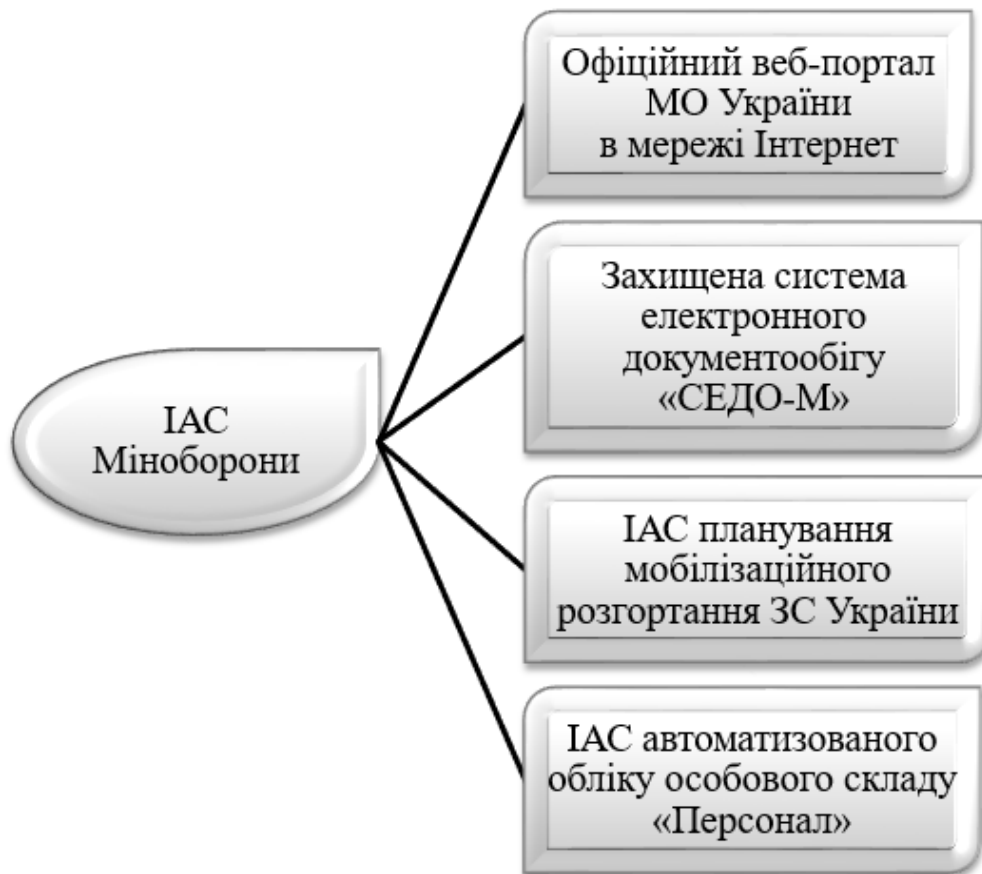 Офіційний веб-портал
МО України
в мережі Інтернет
Захищена система
електронного
документообігу
«СЕДО-М»
ІАС
Міноборони
ІАС планування
мобілізаційного
розгортання ЗС України
ІАС автоматизованого
обліку особового складу
«Персонал»